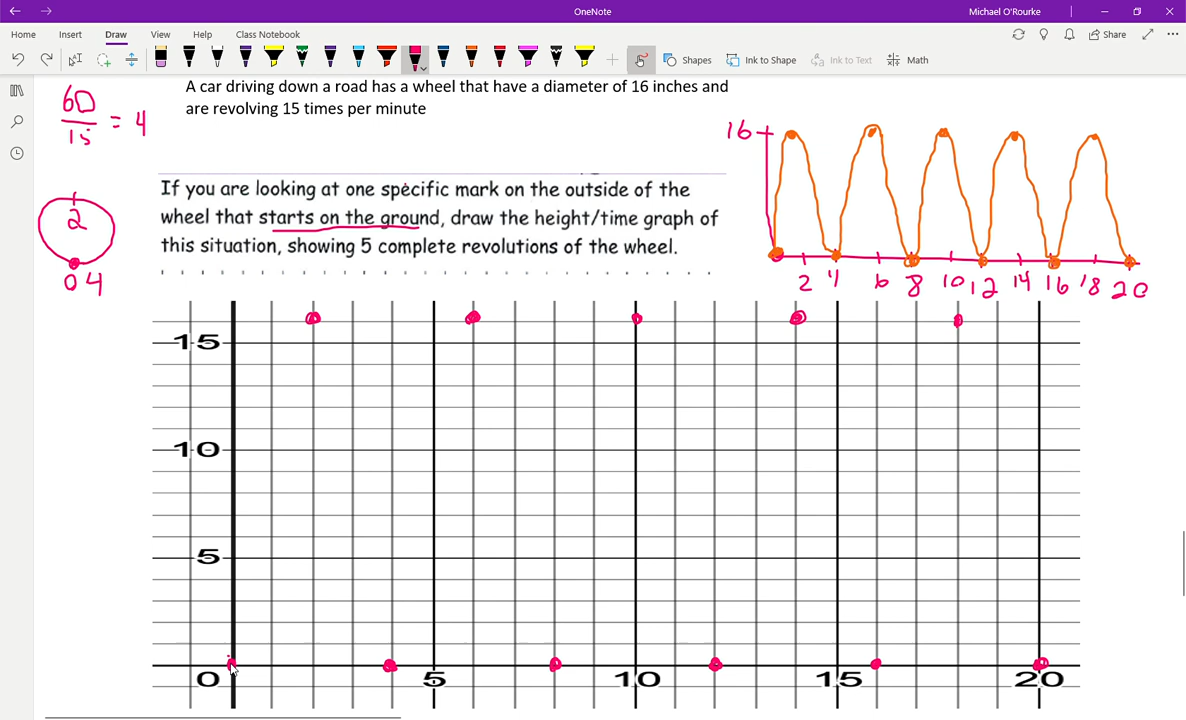 OneNote
Michael O'Rourke
Home Insert Draw View Help Class Notebook
Share
Shapes Ink to Shape Ink to Text Math
A car driving down a road has a wheel that have a diameter of 16 inches and
are revolving 15 times per minute
60/15 = 4
If you are looking at one specific mark on the outside of the
wheel that starts on the ground, draw the height/time graph of
this situation, showing 5 complete revolutions of the wheel.
2
0 4
16
2 4 6 8 10 12 14 16 18 20
15
10
5
0 5 10 15 20